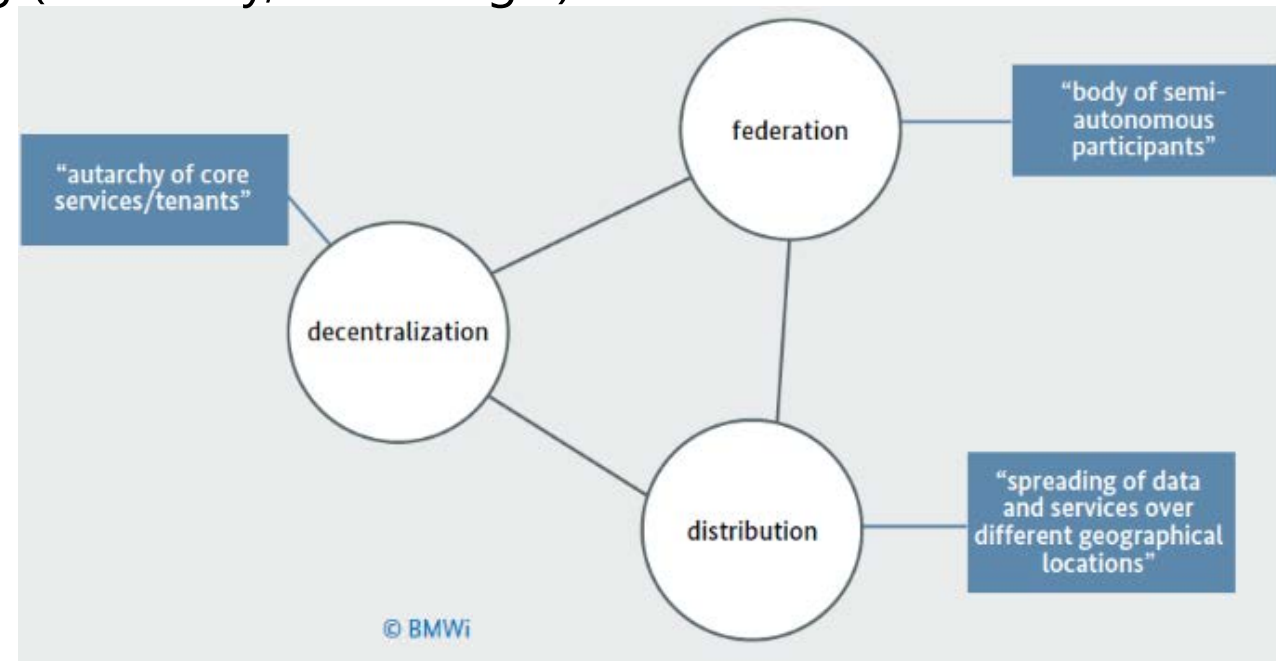 federation
“body of semi-
autonomous
participants”
“autarchy of core
services/tenants”
decentralization
distribution
“spreading of data
and services over
different geographical
locations”
© BMWi